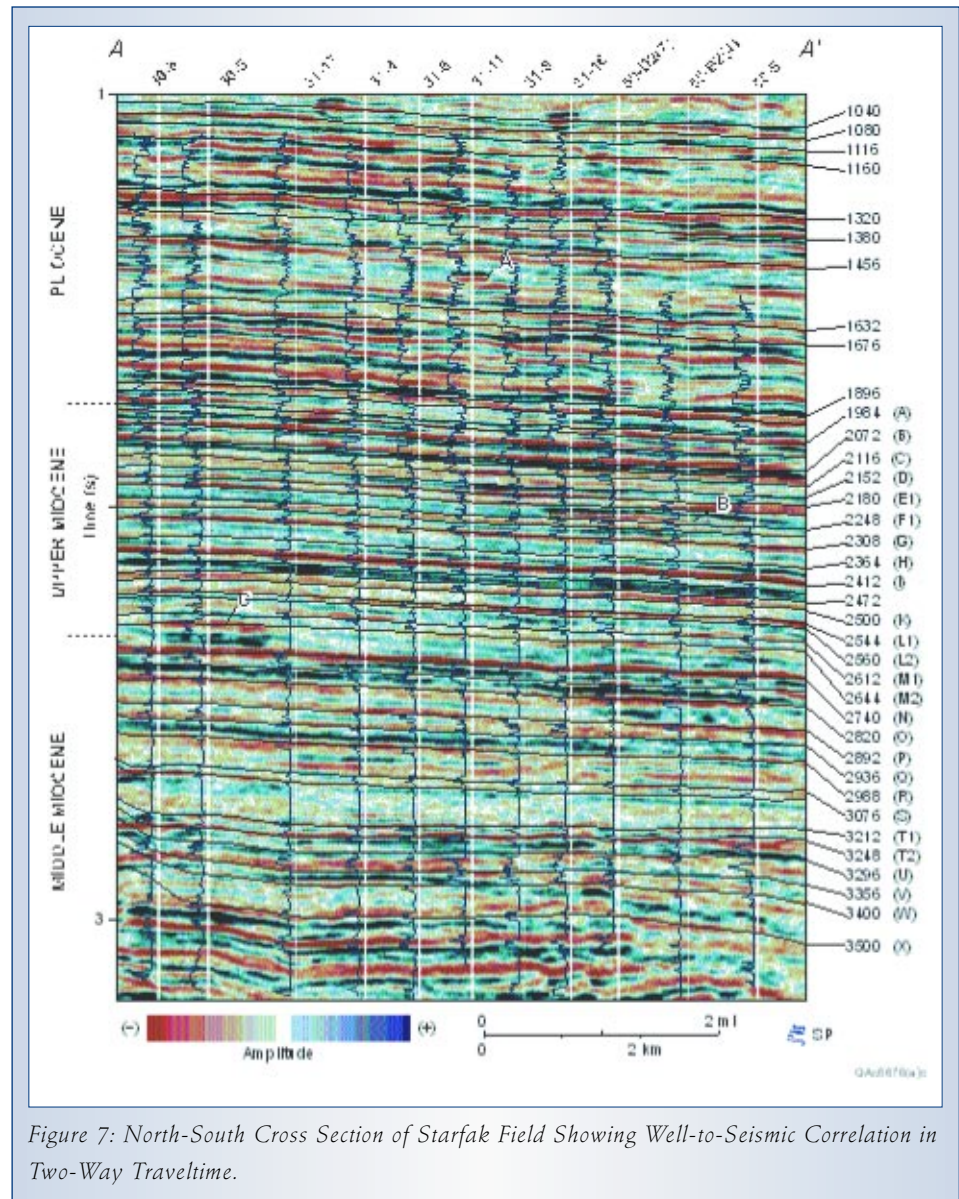 A A'
30-5
1
1040
1080
1116
1160
1320
1380
1456
1632
1676
1896
1984 (A)
2072 (B)
2116 (C)
2152 (D)
2180 (E1)
2248 (F1)
2308 (G)
2364 (H)
2412 (I)
2472
2500 (K)
2544 (L1)
2560 (L2)
2612 (M1)
2644 (M2)
2740 (N)
2820 (O)
2892 (P)
2936 (Q)
2988 (R)
3076 (S)
3212 (T1)
3248 (T2)
3296 (U)
3356 (V)
3400 (W)
3500 (X)
PLIOCENE
UPPER MIOCENE
MIDDLE MIOCENE
Time (s)
A
B
C
3
(−) (+)
Amplitude
0 2 mi
0 2 km
SP
Figure 7: North-South Cross Section of Starfak Field Showing Well-to-Seismic Correlation in
Two-Way Traveltime.